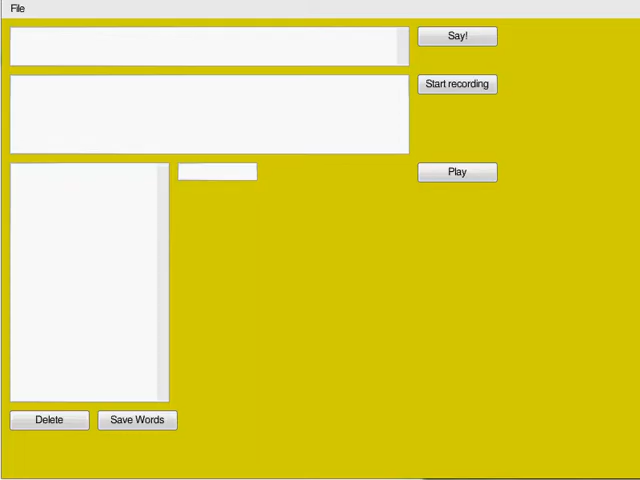 File
Say!
Start recording
Play
Delete
Save Words